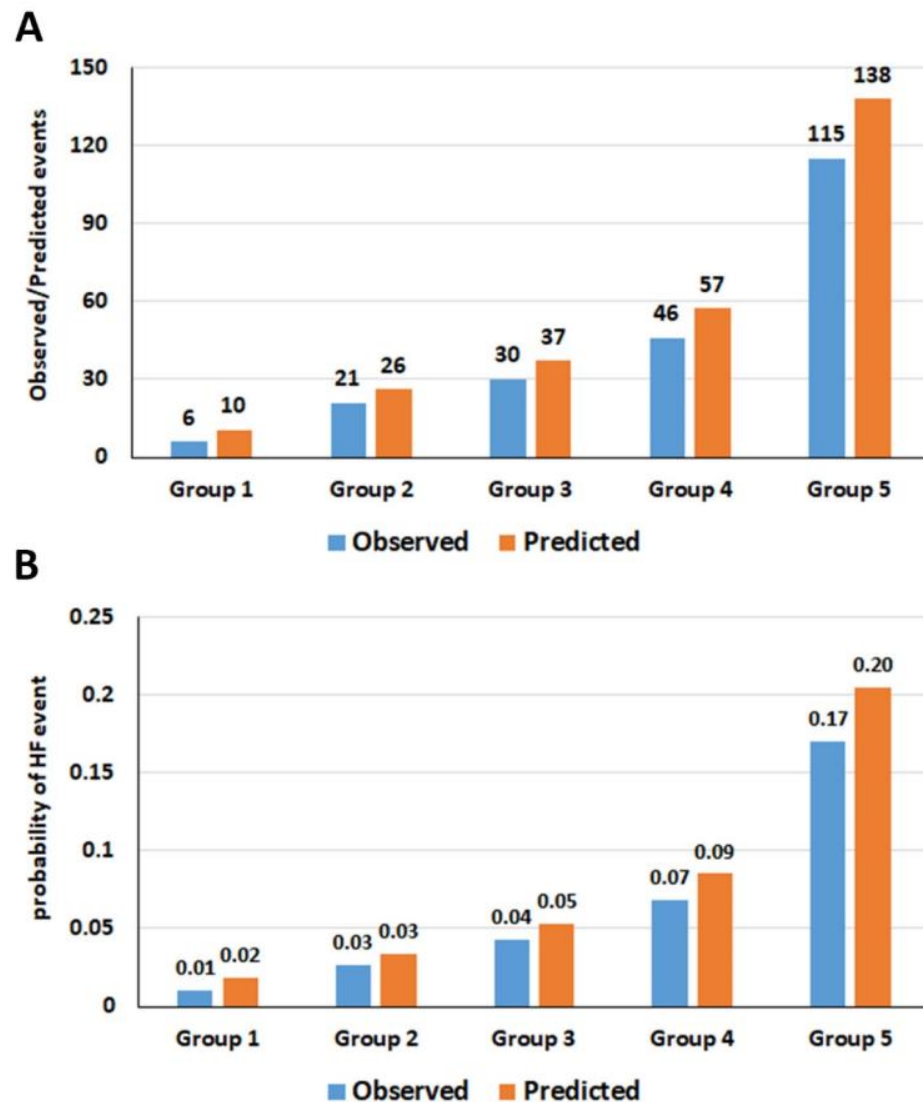 A
Observed/Predicted events
150
120
90
60
30
0
6
10
21
26
30
37
46
57
115
138
Group 1
Group 2
Group 3
Group 4
Group 5
Observed
Predicted
B
probability of HF event
0.25
0.2
0.15
0.1
0.05
0
0.01
0.02
0.03
0.03
0.04
0.05
0.07
0.09
0.17
0.20
Group 1
Group 2
Group 3
Group 4
Group 5
Observed
Predicted